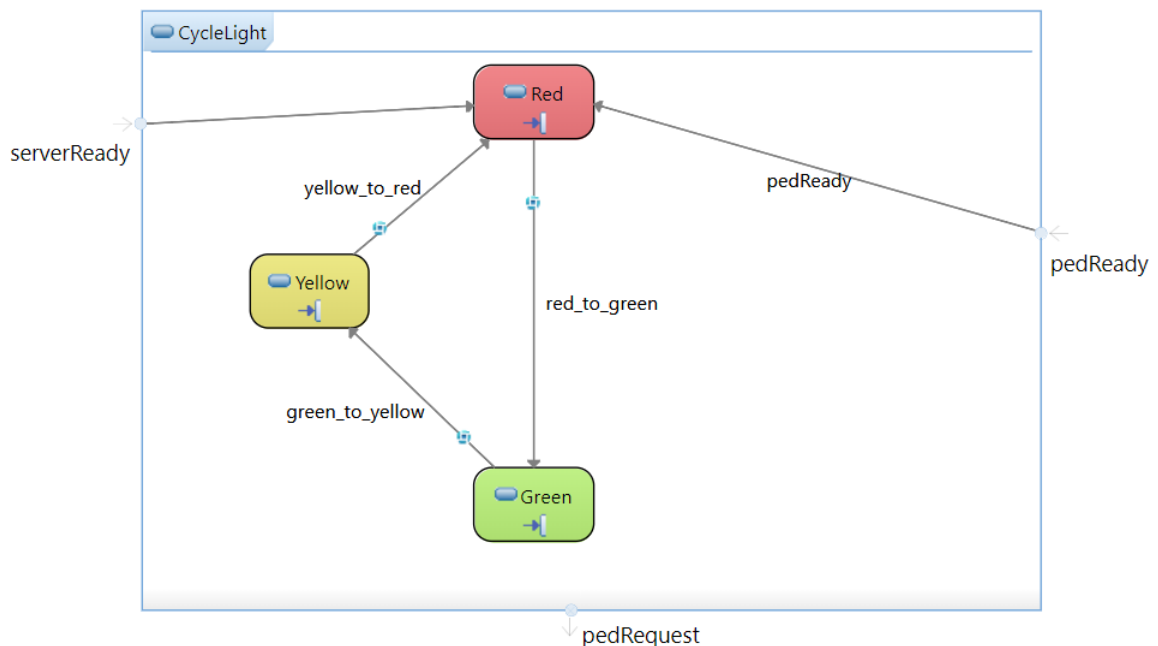 CycleLight
Red
serverReady
yellow_to_red
pedReady
pedReady
Yellow
red_to_green
green_to_yellow
Green
pedRequest